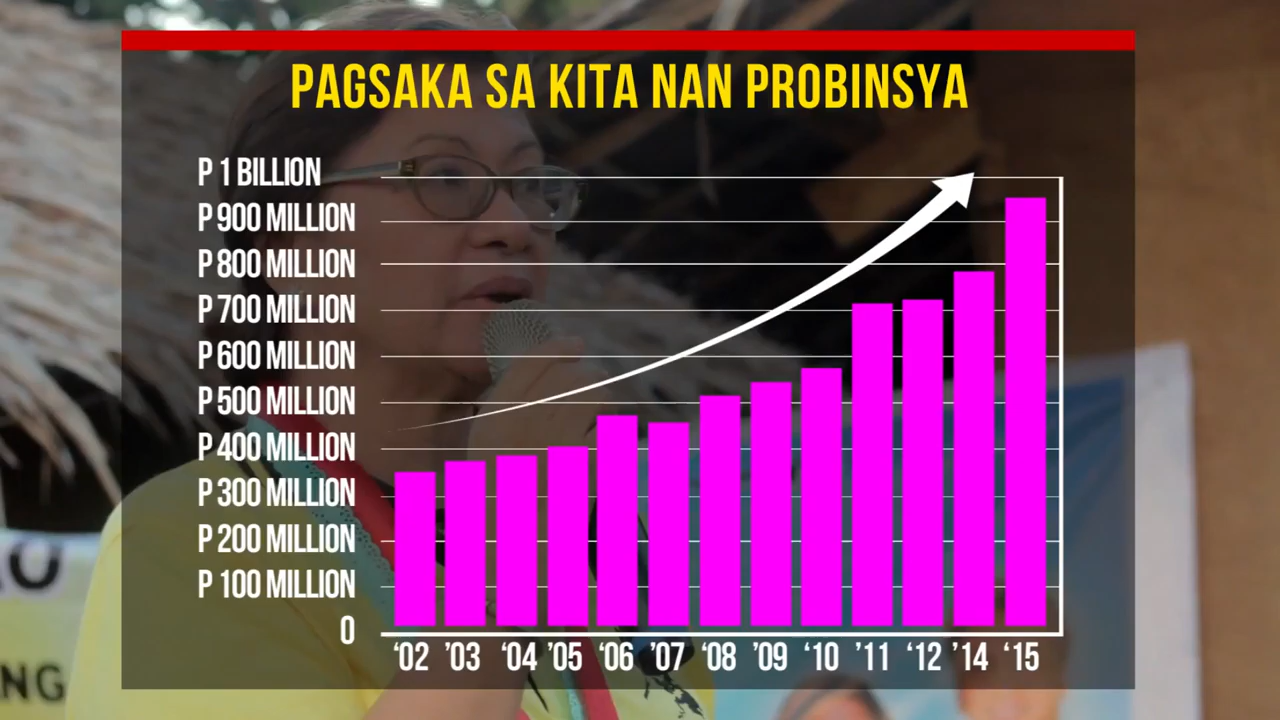 PAGSAKA SA KITA NAN PROBINSYA
P 1 BILLION
P 900 MILLION
P 800 MILLION
P 700 MILLION
P 600 MILLION
P 500 MILLION
P 400 MILLION
P 300 MILLION
P 200 MILLION
P 100 MILLION
0
‘02 ’03 ‘04 ’05 ‘06 ’07 ‘08 ’09 ‘10 ’11 ‘12 ’14 ‘15